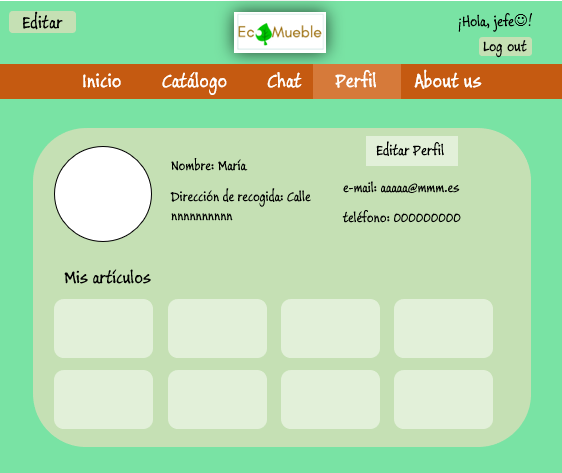 Editar
EcoMueble
¡Hola, jefe☺!
Log out
Inicio Catálogo Chat Perfil About us
Editar Perfil
Nombre: María
e-mail: aaaaa@mmm.es
Dirección de recogida: Calle
nnnnnnnnnn
teléfono: 000000000
Mis artículos